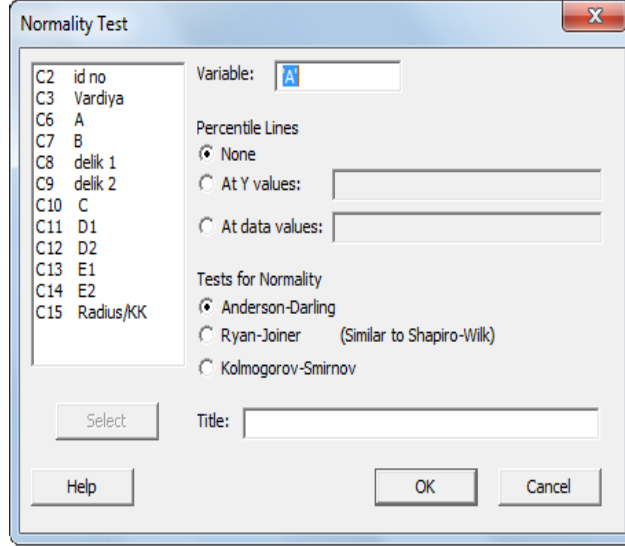 Normality Test
x
C2 id no
C3 Vardiya
C6 A
C7 B
C8 delik 1
C9 delik 2
C10 C
C11 D1
C12 D2
C13 E1
C14 E2
C15 Radius/KK
Variable: 'A'
Percentile Lines
None
At Y values:
At data values:
Tests for Normality
Anderson-Darling
Ryan-Joiner (Similar to Shapiro-Wilk)
Kolmogorov-Smirnov
Select
Title:
Help
OK
Cancel